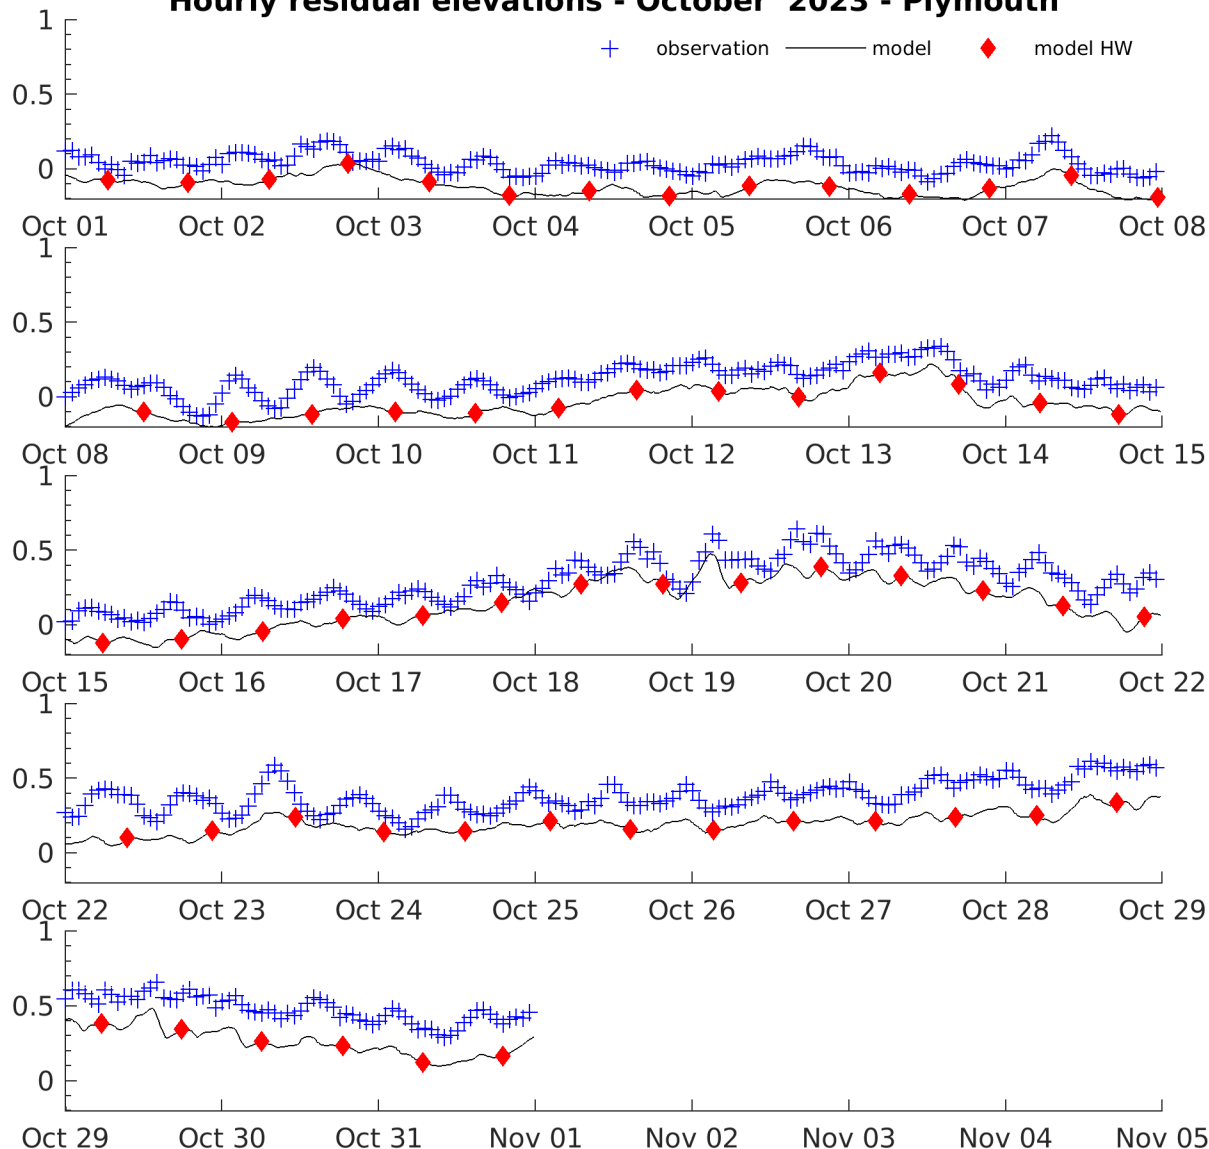 Hourly residual elevations - October 2023 - Plymouth
1
observation model model HW
0.5
0
Oct 01 Oct 02 Oct 03 Oct 04 Oct 05 Oct 06 Oct 07 Oct 08
1
0.5
0
Oct 08 Oct 09 Oct 10 Oct 11 Oct 12 Oct 13 Oct 14 Oct 15
1
0.5
0
Oct 15 Oct 16 Oct 17 Oct 18 Oct 19 Oct 20 Oct 21 Oct 22
1
0.5
0
Oct 22 Oct 23 Oct 24 Oct 25 Oct 26 Oct 27 Oct 28 Oct 29
1
0.5
0
Oct 29 Oct 30 Oct 31 Nov 01 Nov 02 Nov 03 Nov 04 Nov 05